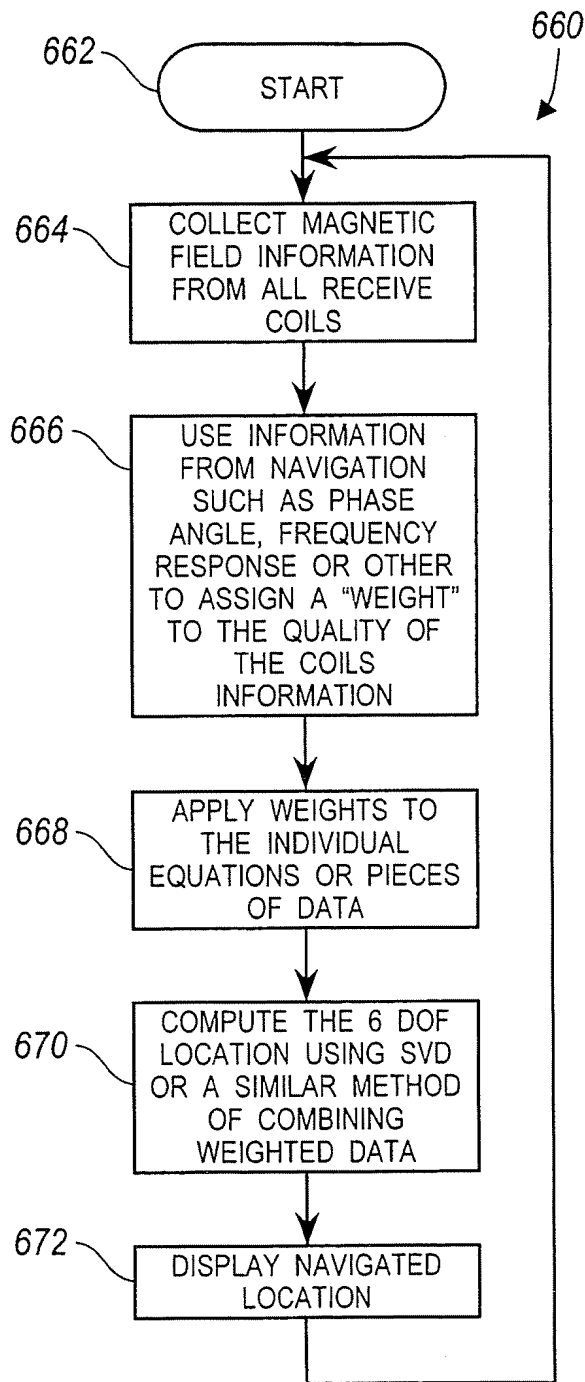 660
662
START
664
COLLECT MAGNETIC
FIELD INFORMATION
FROM ALL RECEIVE
COILS
666
USE INFORMATION
FROM NAVIGATION
SUCH AS PHASE
ANGLE, FREQUENCY
RESPONSE OR OTHER
TO ASSIGN A “WEIGHT”
TO THE QUALITY OF
THE COILS
INFORMATION
668
APPLY WEIGHTS TO
THE INDIVIDUAL
EQUATIONS OR PIECES
OF DATA
670
COMPUTE THE 6 DOF
LOCATION USING SVD
OR A SIMILAR METHOD
OF COMBINING
WEIGHTED DATA
672
DISPLAY NAVIGATED
LOCATION